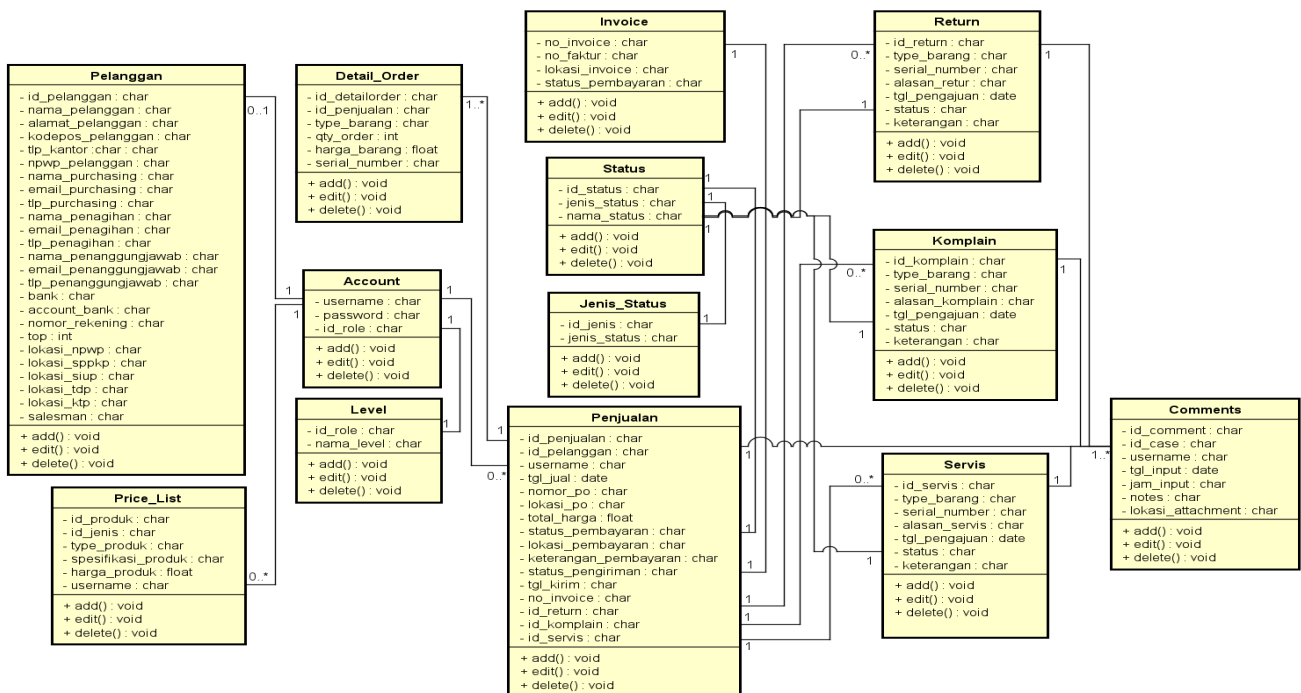 Pelanggan
- id_pelanggan : char
- nama_pelanggan : char
- alamat_pelanggan : char
- kodepos_pelanggan : char
- tlp_kantor :char : char
- npwp_pelanggan : char
- nama_purchasing : char
- email_purchasing : char
- tlp_purchasing : char
- nama_penagihan : char
- email_penagihan : char
- tlp_penagihan : char
- nama_penanggungjawab : char
- email_penanggungjawab : char
- tlp_penanggungjawab : char
- bank : char
- account_bank : char
- nomor_rekening : char
- top : int
- lokasi_npwp : char
- lokasi_sppkp : char
- lokasi_siup : char
- lokasi_tdp : char
- lokasi_ktp : char
- salesman : char
+ add() : void
+ edit() : void
+ delete() : void
0..1
1
Price_List
- id_produk : char
- id_jenis : char
- type_produk : char
- spesifikasi_produk : char
- harga_produk : float
- username : char
+ add() : void
+ edit() : void
+ delete() : void
0..*
1
Detail_Order
- id_detailorder : char
- id_penjualan : char
- type_barang : char
- qty_order : int
- harga_barang : float
- serial_number : char
+ add() : void
+ edit() : void
+ delete() : void
1..*
1
Account
- username : char
- password : char
- id_role : char
+ add() : void
+ edit() : void
+ delete() : void
1
1
Level
- id_role : char
- nama_level : char
+ add() : void
+ edit() : void
+ delete() : void
1
0..*
Invoice
- no_invoice : char
- no_faktur : char
- lokasi_invoice : char
- status_pembayaran : char
+ add() : void
+ edit() : void
+ delete() : void
1
Status
- id_status : char
- jenis_status : char
- nama_status : char
+ add() : void
+ edit() : void
+ delete() : void
1
1
1
1
Jenis_Status
- id_jenis : char
- jenis_status : char
+ add() : void
+ edit() : void
+ delete() : void
1
Penjualan
- id_penjualan : char
- id_pelanggan : char
- username : char
- tgl_jual : date
- nomor_po : char
- lokasi_po : char
- total_harga : float
- status_pembayaran : char
- lokasi_pembayaran : char
- keterangan_pembayaran : char
- status_pengiriman : char
- tgl_kirim : char
- no_invoice : char
- id_return : char
- id_komplain : char
- id_servis : char
+ add() : void
+ edit() : void
+ delete() : void
1
1
1
1
1
1
Return
- id_return : char
- type_barang : char
- serial_number : char
- alasan_retur : char
- tgl_pengajuan : date
- status : char
- keterangan : char
+ add() : void
+ edit() : void
+ delete() : void
0..*
1
1
Komplain
- id_komplain : char
- type_barang : char
- serial_number : char
- alasan_komplain : char
- tgl_pengajuan : date
- status : char
- keterangan : char
+ add() : void
+ edit() : void
+ delete() : void
0..*
1
1
Servis
- id_servis : char
- type_barang : char
- serial_number : char
- alasan_servis : char
- tgl_pengajuan : date
- status : char
- keterangan : char
+ add() : void
+ edit() : void
+ delete() : void
0..*
1
1
Comments
- id_comment : char
- id_case : char
- username : char
- tgl_input : date
- jam_input : char
- notes : char
- lokasi_attachment : char
+ add() : void
+ edit() : void
+ delete() : void
1..*